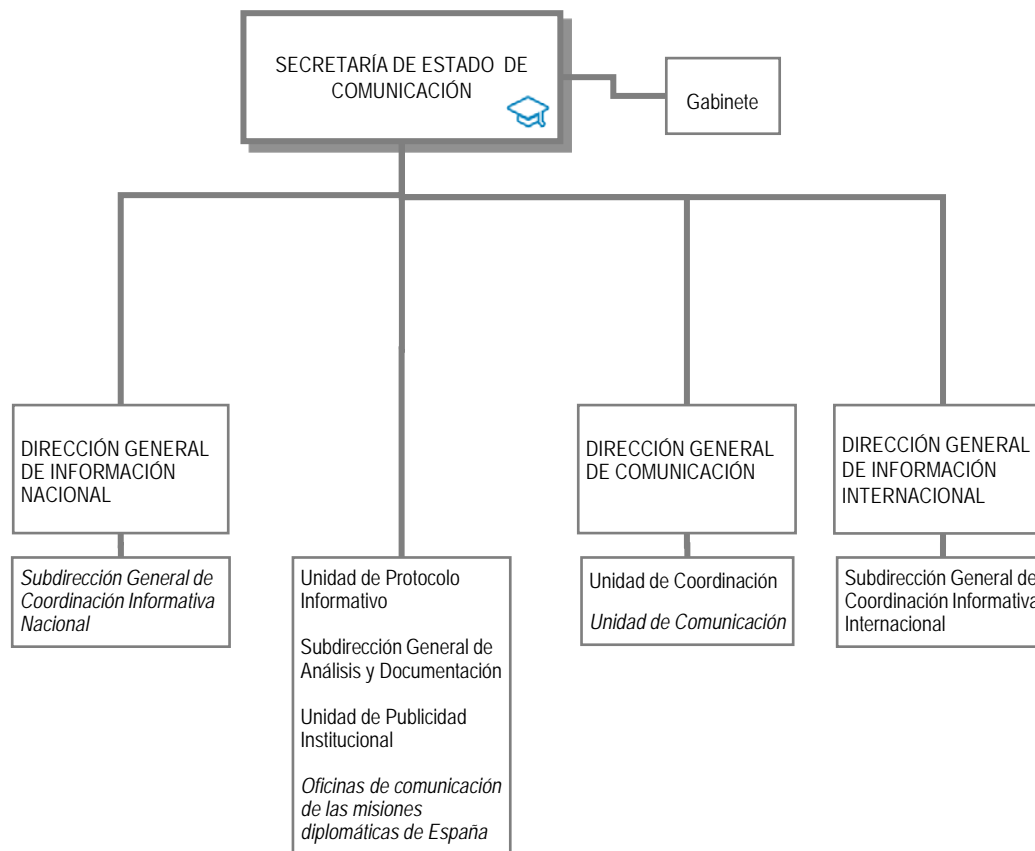 SECRETARÍA DE ESTADO DE
COMUNICACIÓN
Gabinete
DIRECCIÓN GENERAL
DE INFORMACIÓN
NACIONAL
Subdirección General de
Coordinación Informativa
Nacional
Unidad de Protocolo
Informativo
Subdirección General de
Análisis y Documentación
Unidad de Publicidad
Institucional
Oficinas de comunicación
de las misiones
diplomáticas de España
DIRECCIÓN GENERAL
DE COMUNICACIÓN
Unidad de Coordinación
Unidad de Comunicación
DIRECCIÓN GENERAL
DE INFORMACIÓN
INTERNACIONAL
Subdirección General de
Coordinación Informativa
Internacional